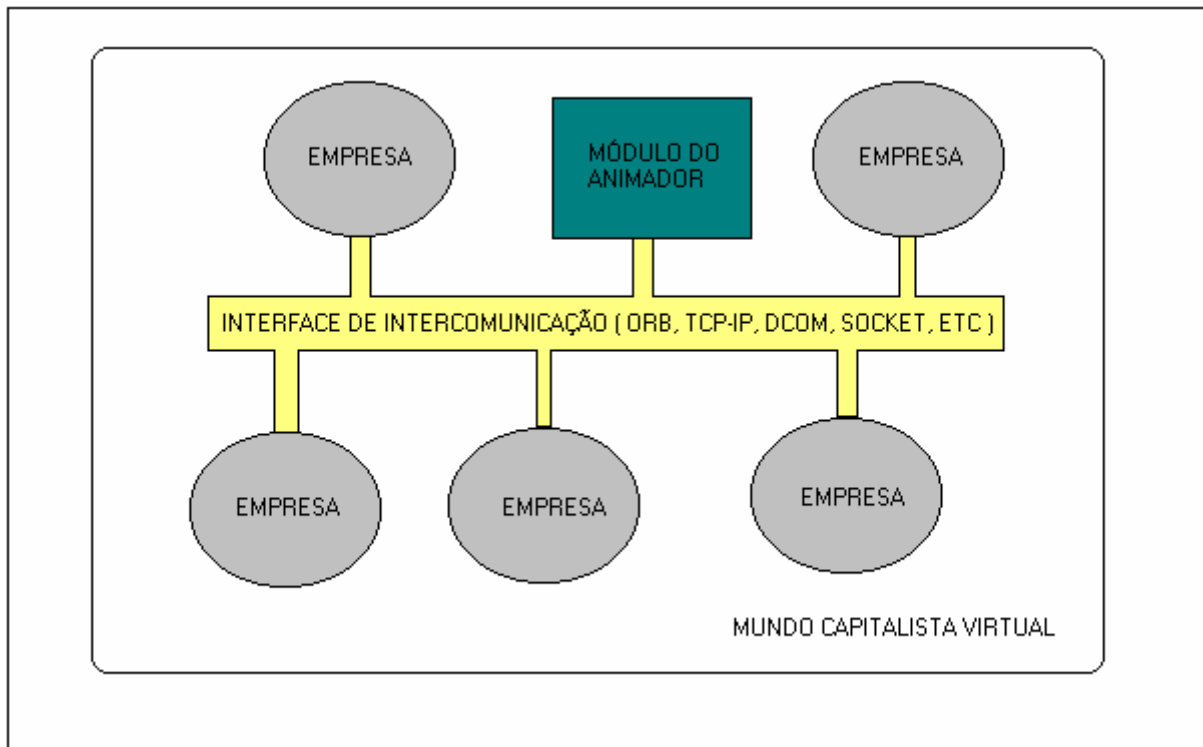 EMPRESA
MÓDULO DO
ANIMADOR
EMPRESA
INTERFACE DE INTERCOMUNICAÇÃO ( ORB, TCP-IP, DCOM, SOCKET, ETC )
EMPRESA
EMPRESA
EMPRESA
MUNDO CAPITALISTA VIRTUAL